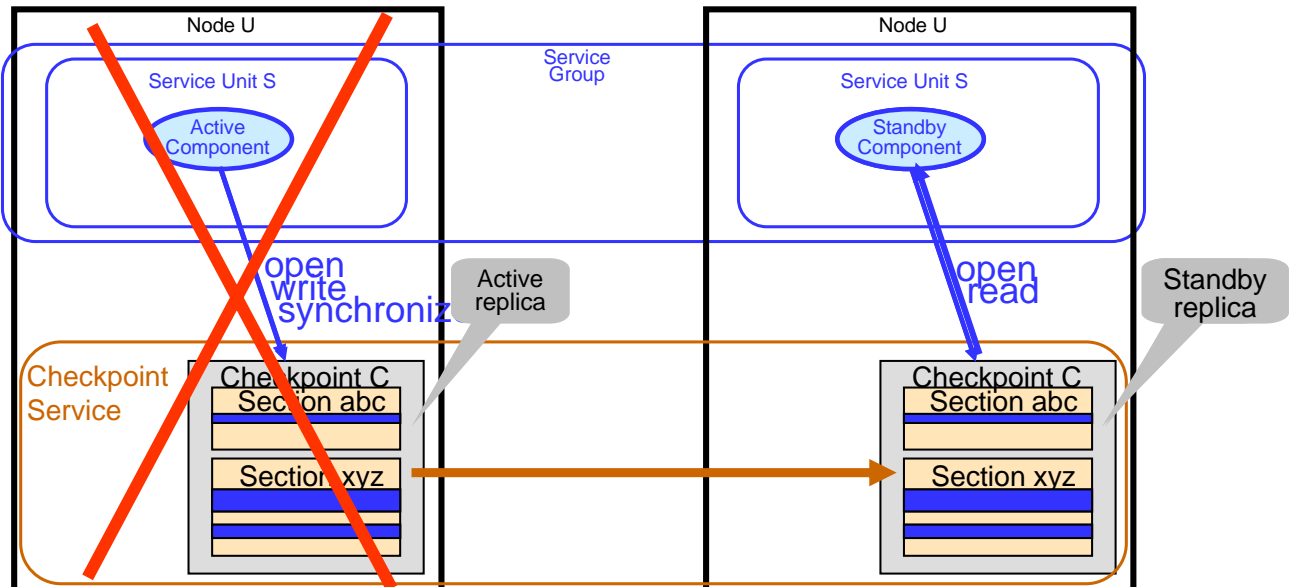 Node U
Node U
Service
Group
Service Unit S
Service Unit S
Active
Component
Standby
Component
open
write
synchroniz
Active
replica
open
read
Standby
replica
Checkpoint
Service
Checkpoint C
Section abc
Section xyz
Checkpoint C
Section abc
Section xyz